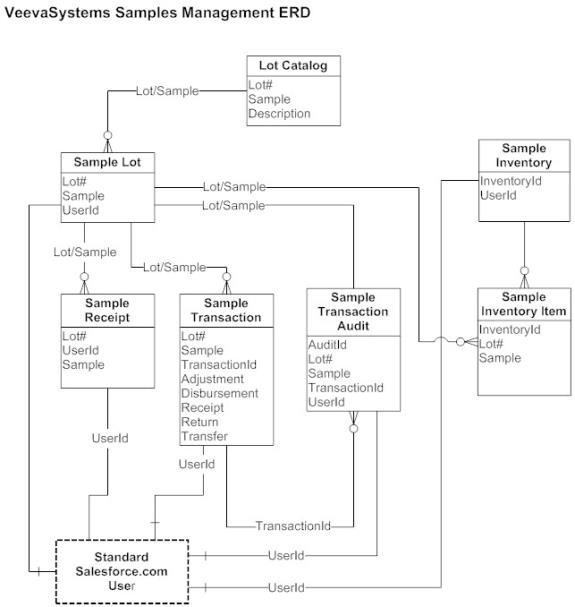 VeevaSystems Samples Management ERD
Lot Catalog
Lot#
Sample
Description
Lot/Sample
Sample Lot
Lot#
Sample
UserId
Sample
Inventory
InventoryId
UserId
Lot/Sample
Lot/Sample
Lot/Sample
Lot/Sample
Sample
Receipt
Lot#
UserId
Sample
Sample
Transaction
Lot#
Sample
TransactionId
Adjustment
Disbursement
Receipt
Return
Transfer
Sample
Transaction
Audit
AuditId
Lot#
Sample
TransactionId
UserId
Sample
Inventory Item
InventoryId
Lot#
Sample
UserId
UserId
TransactionId
Standard
Salesforce.com
User
UserId
UserId